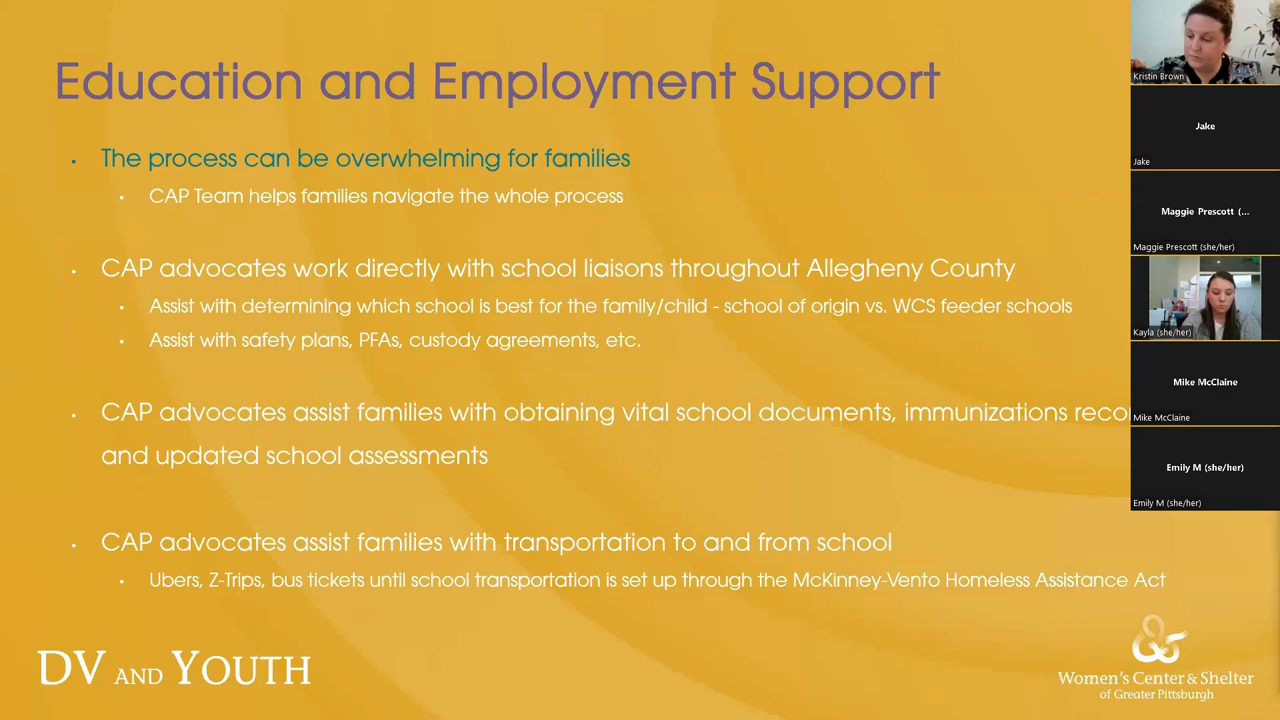 Education and Employment Support
The process can be overwhelming for families
CAP Team helps families navigate the whole process
CAP advocates work directly with school liaisons throughout Allegheny County
Assist with determining which school is best for the family/child - school of origin vs. WCS feeder schools
Assist with safety plans, PFAs, custody agreements, etc.
CAP advocates assist families with obtaining vital school documents, immunizations
and updated school assessments
CAP advocates assist families with transportation to and from school
Ubers, Z-Trips, bus tickets until school transportation is set up through the McKinney-Vento Homeless Assistance Act
DV AND YOUTH
Women's Center & Shelter
of Greater Pittsburgh
Kristin Brown
Jake
Jake
Maggie Prescott (...
Maggie Prescott (she/her)
Kayla (she/her)
Mike McClaine
Mike McClaine
Emily M (she/her)
Emily M (she/her)